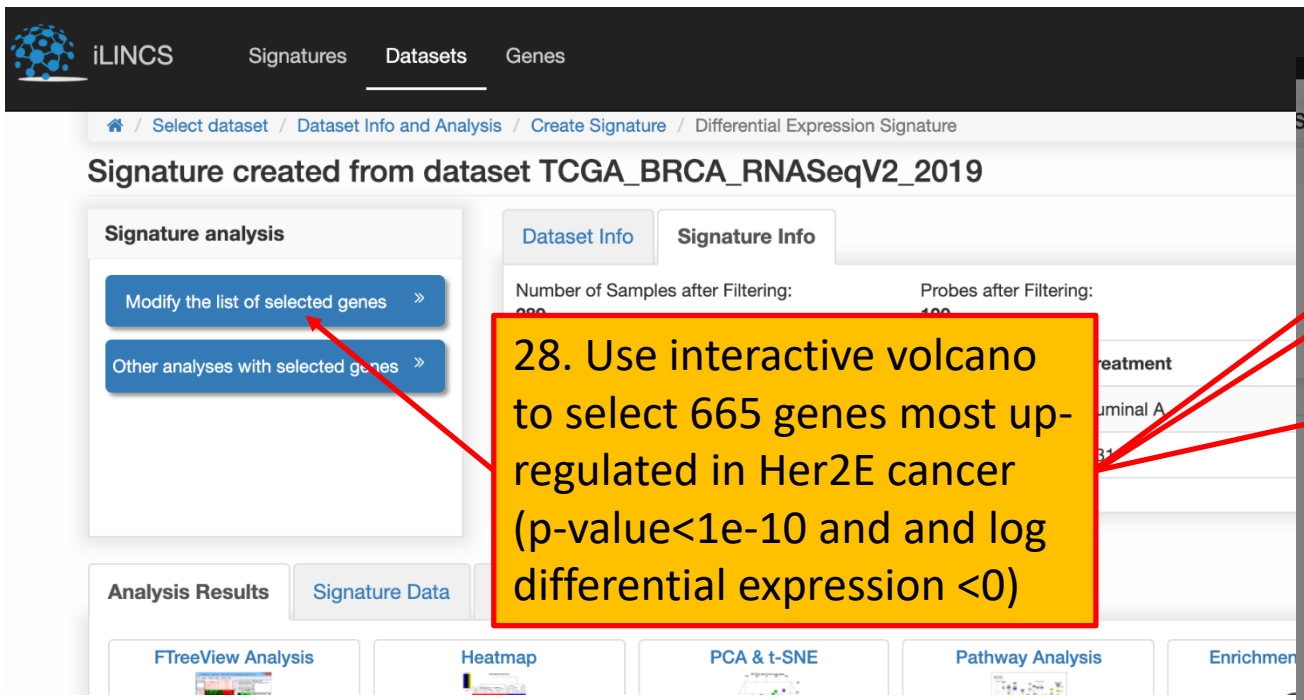 iLINCS Signatures Datasets Genes
/ Select dataset / Dataset Info and Analysis / Create Signature / Differential Expression Signature
Signature created from dataset TCGA_BRCA_RNASeqV2_2019
Signature analysis
Modify the list of selected genes »
Other analyses with selected genes »
Dataset Info Signature Info
Number of Samples after Filtering: Probes after Filtering:
28. Use interactive volcano
to select 665 genes most up-
regulated in Her2E cancer
(p-value<1e-10 and and log
differential expression <0)
reatment
uminal A
31
Analysis Results Signature Data
FTreeView Analysis Heatmap PCA & t-SNE Pathway Analysis Enrichmen